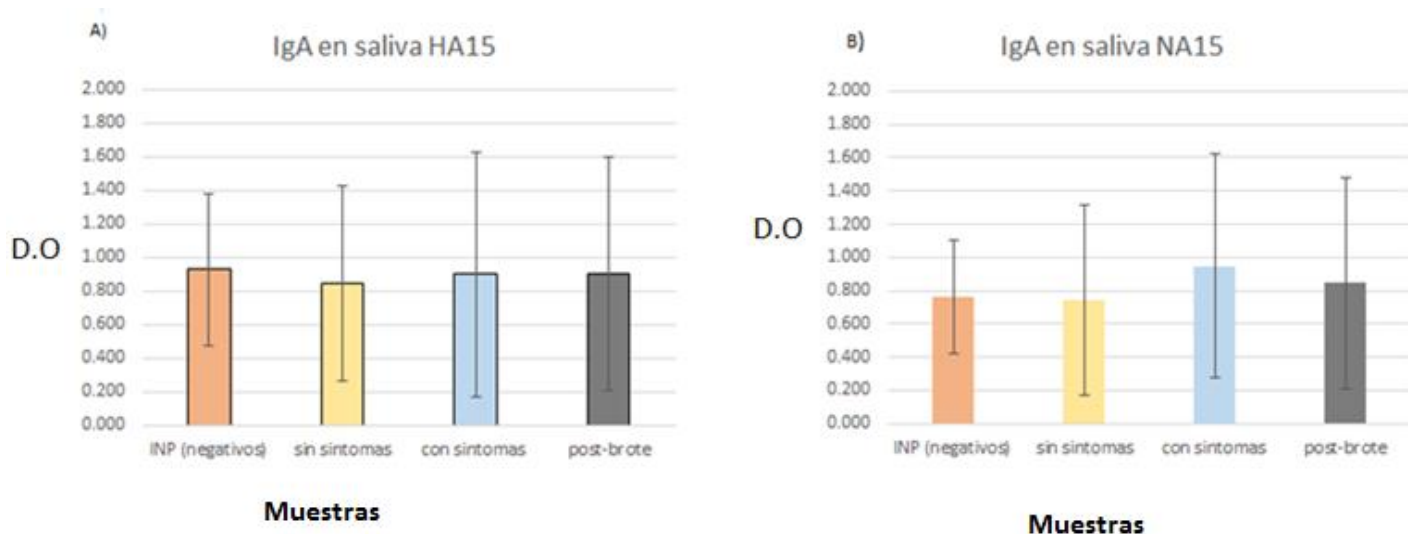 A)
IgA en saliva HA15
2.000
1.800
1.600
1.400
1.200
1.000
0.800
0.600
0.400
0.200
0.000
D.O
INP (negativos) sin sintomas con sintomas post-brote
Muestras
B)
IgA en saliva NA15
2.000
1.800
1.600
1.400
1.200
1.000
0.800
0.600
0.400
0.200
0.000
D.O
INP (negativos) sin sintomas con sintomas post-brote
Muestras